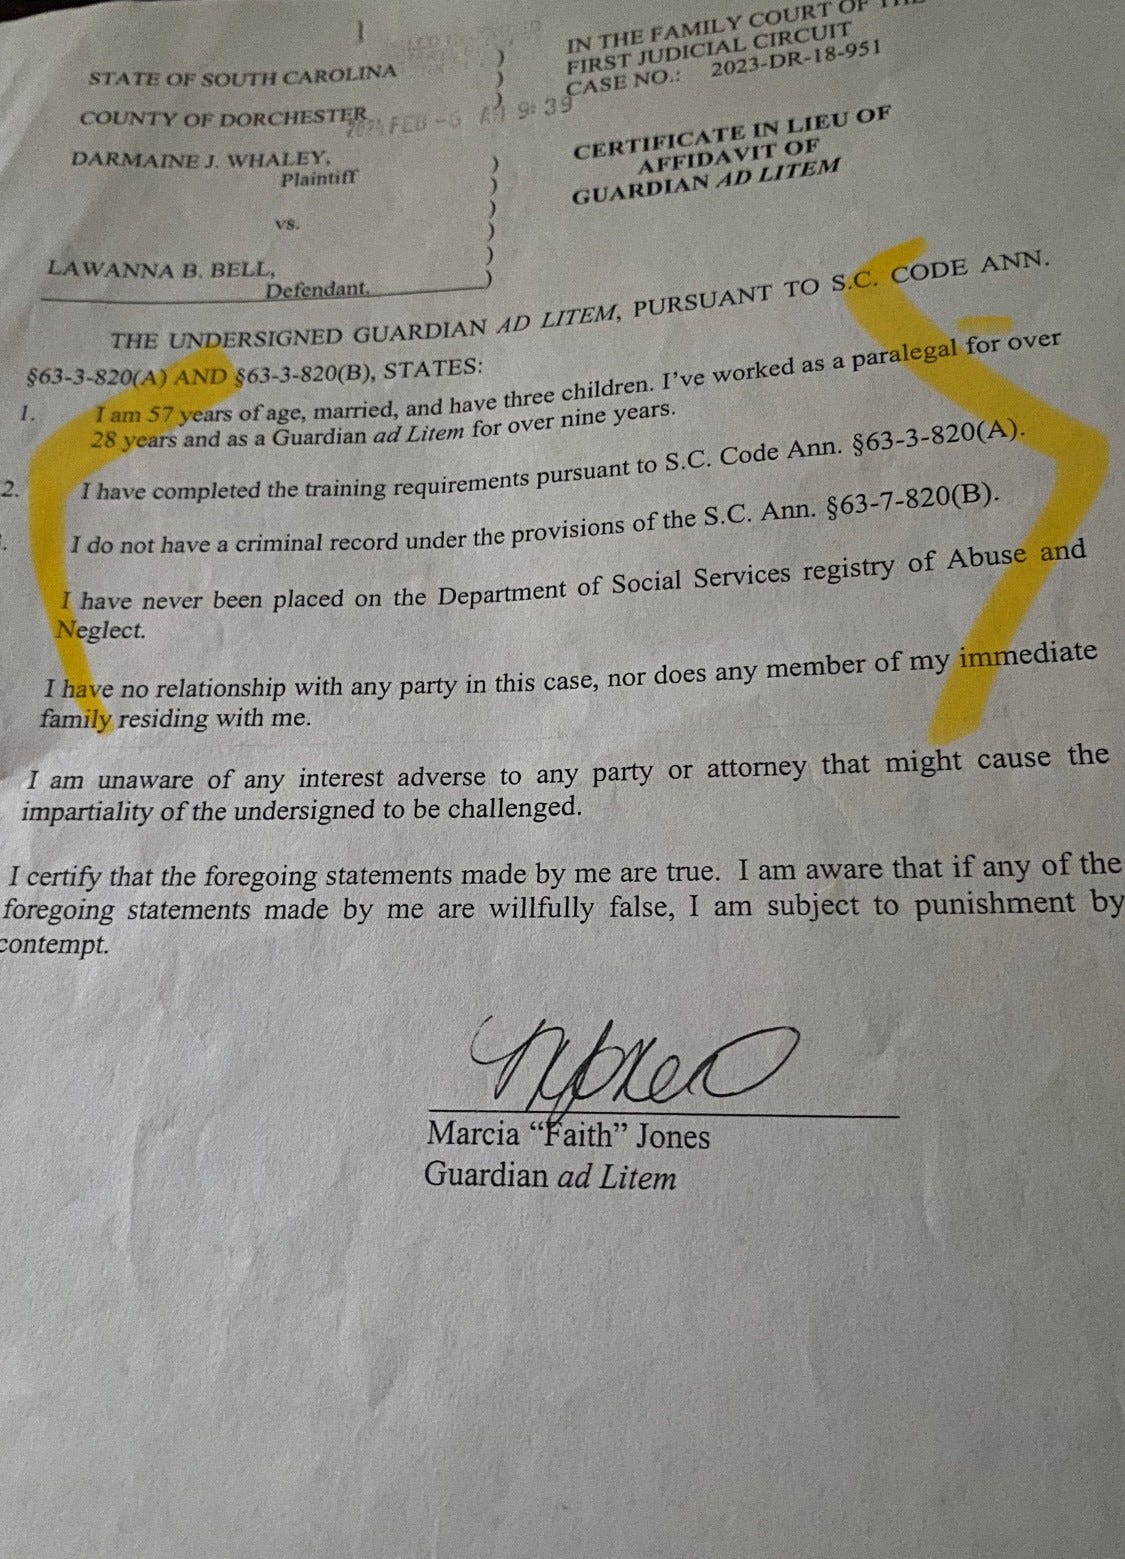 STATE OF SOUTH CAROLINA
COUNTY OF DORCHESTER
DARMAINE J. WHALEY,
Plaintiff
vs.
LAWANNA B. BELL,
Defendant.
)
)
)
)
)
)
)
)
)
IN THE FAMILY COURT OF
FIRST JUDICIAL CIRCUIT
CASE NO.: 2023-DR-18-951
FEB -6 AM 9:39
CERTIFICATE IN LIEU OF
AFFIDAVIT OF
GUARDIAN AD LITEM
THE UNDERSIGNED GUARDIAN AD LITEM, PURSUANT TO S.C. CODE ANN.
§63-3-820(A) AND §63-3-820(B), STATES:
1. I am 57 years of age, married, and have three children. I've worked as a paralegal for over
28 years and as a Guardian ad Litem for over nine years.
2. I have completed the training requirements pursuant to S.C. Code Ann. §63-3-820(A).
I do not have a criminal record under the provisions of the S.C. Ann. §63-7-820(B).
I have never been placed on the Department of Social Services registry of Abuse and
Neglect.
I have no relationship with any party in this case, nor does any member of my immediate
family residing with me.
I am unaware of any interest adverse to any party or attorney that might cause the
impartiality of the undersigned to be challenged.
I certify that the foregoing statements made by me are true. I am aware that if any of the
foregoing statements made by me are willfully false, I am subject to punishment by
contempt.
Marcia “Faith” Jones
Guardian ad Litem